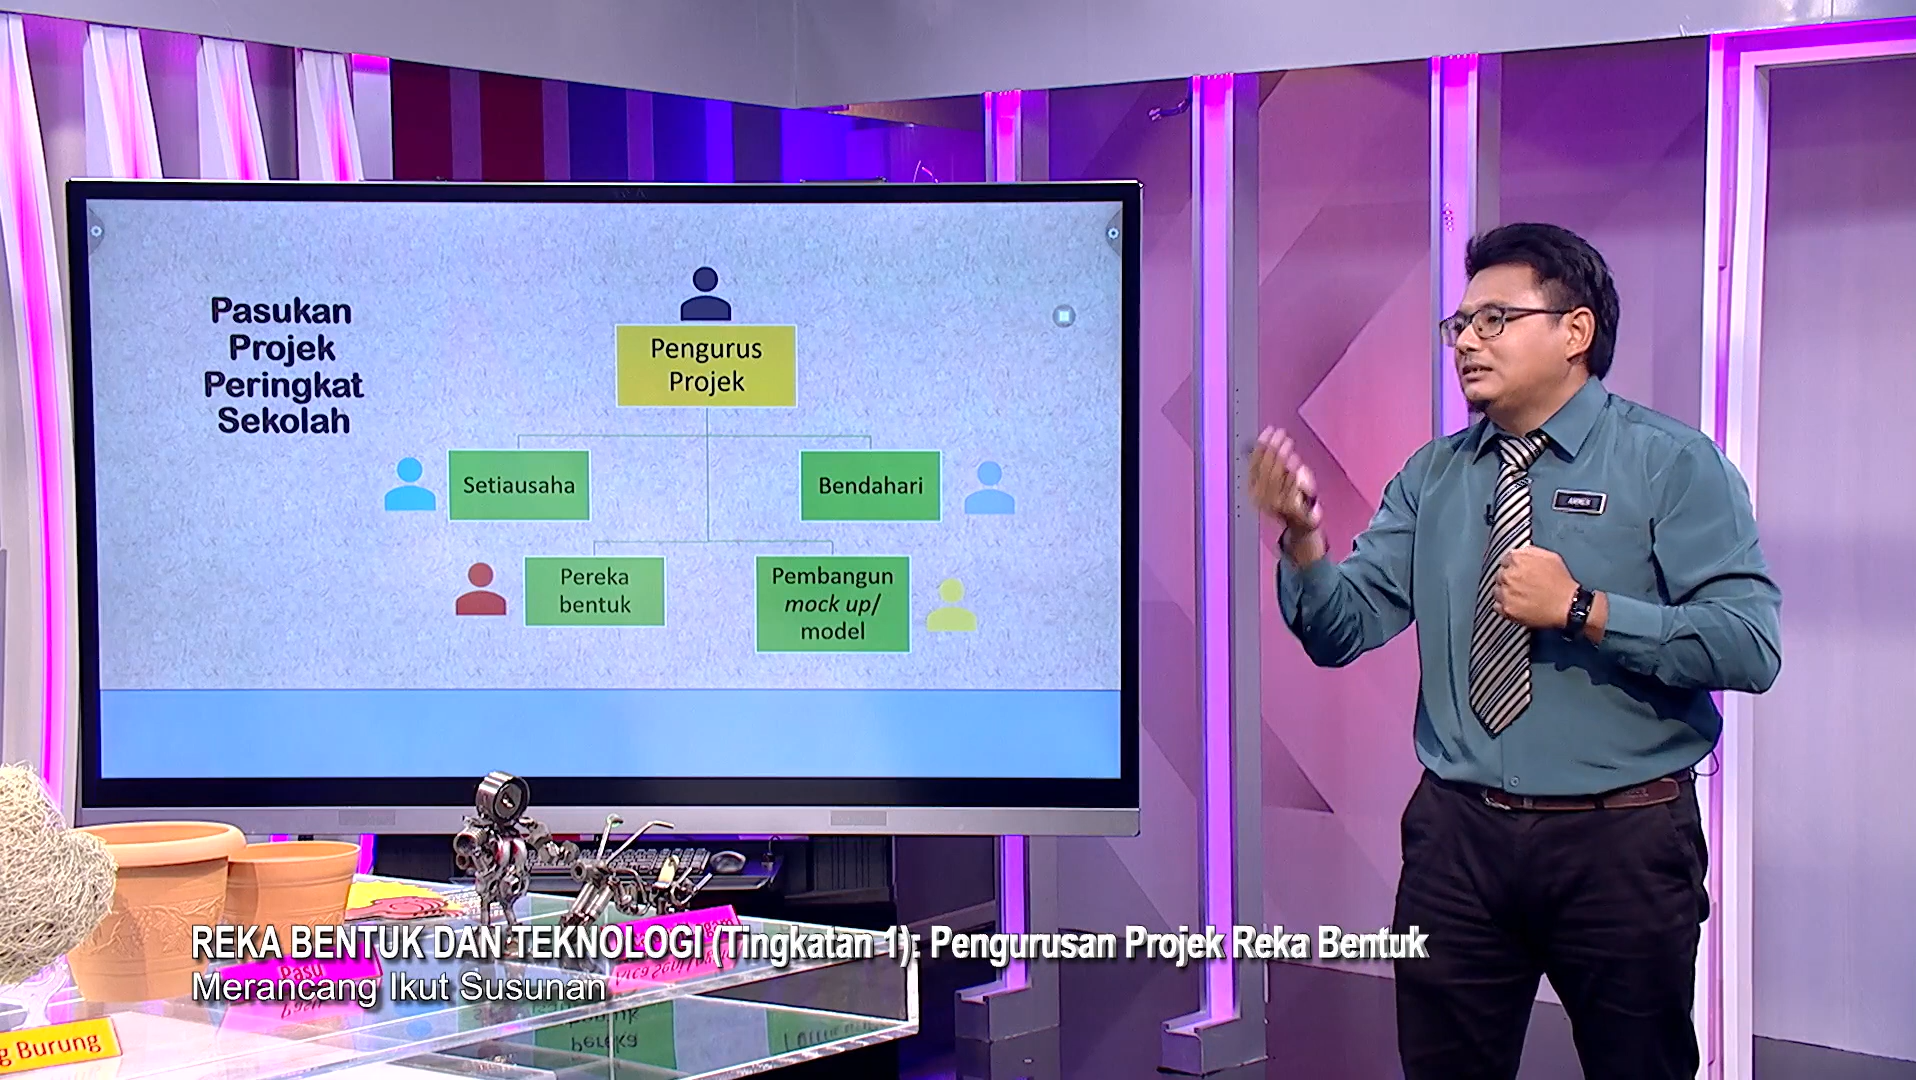 Pasukan
Projek
Peringkat
Sekolah
Pengurus
Projek
Setiausaha
Bendahari
Pereka
bentuk
Pembangun
mock up/
model
REKA BENTUK DAN TEKNOLOGI (Tingkatan 1): Pengurusan Projek Reka Bentuk
Merancang Ikut Susunan
Pasu
g Burung